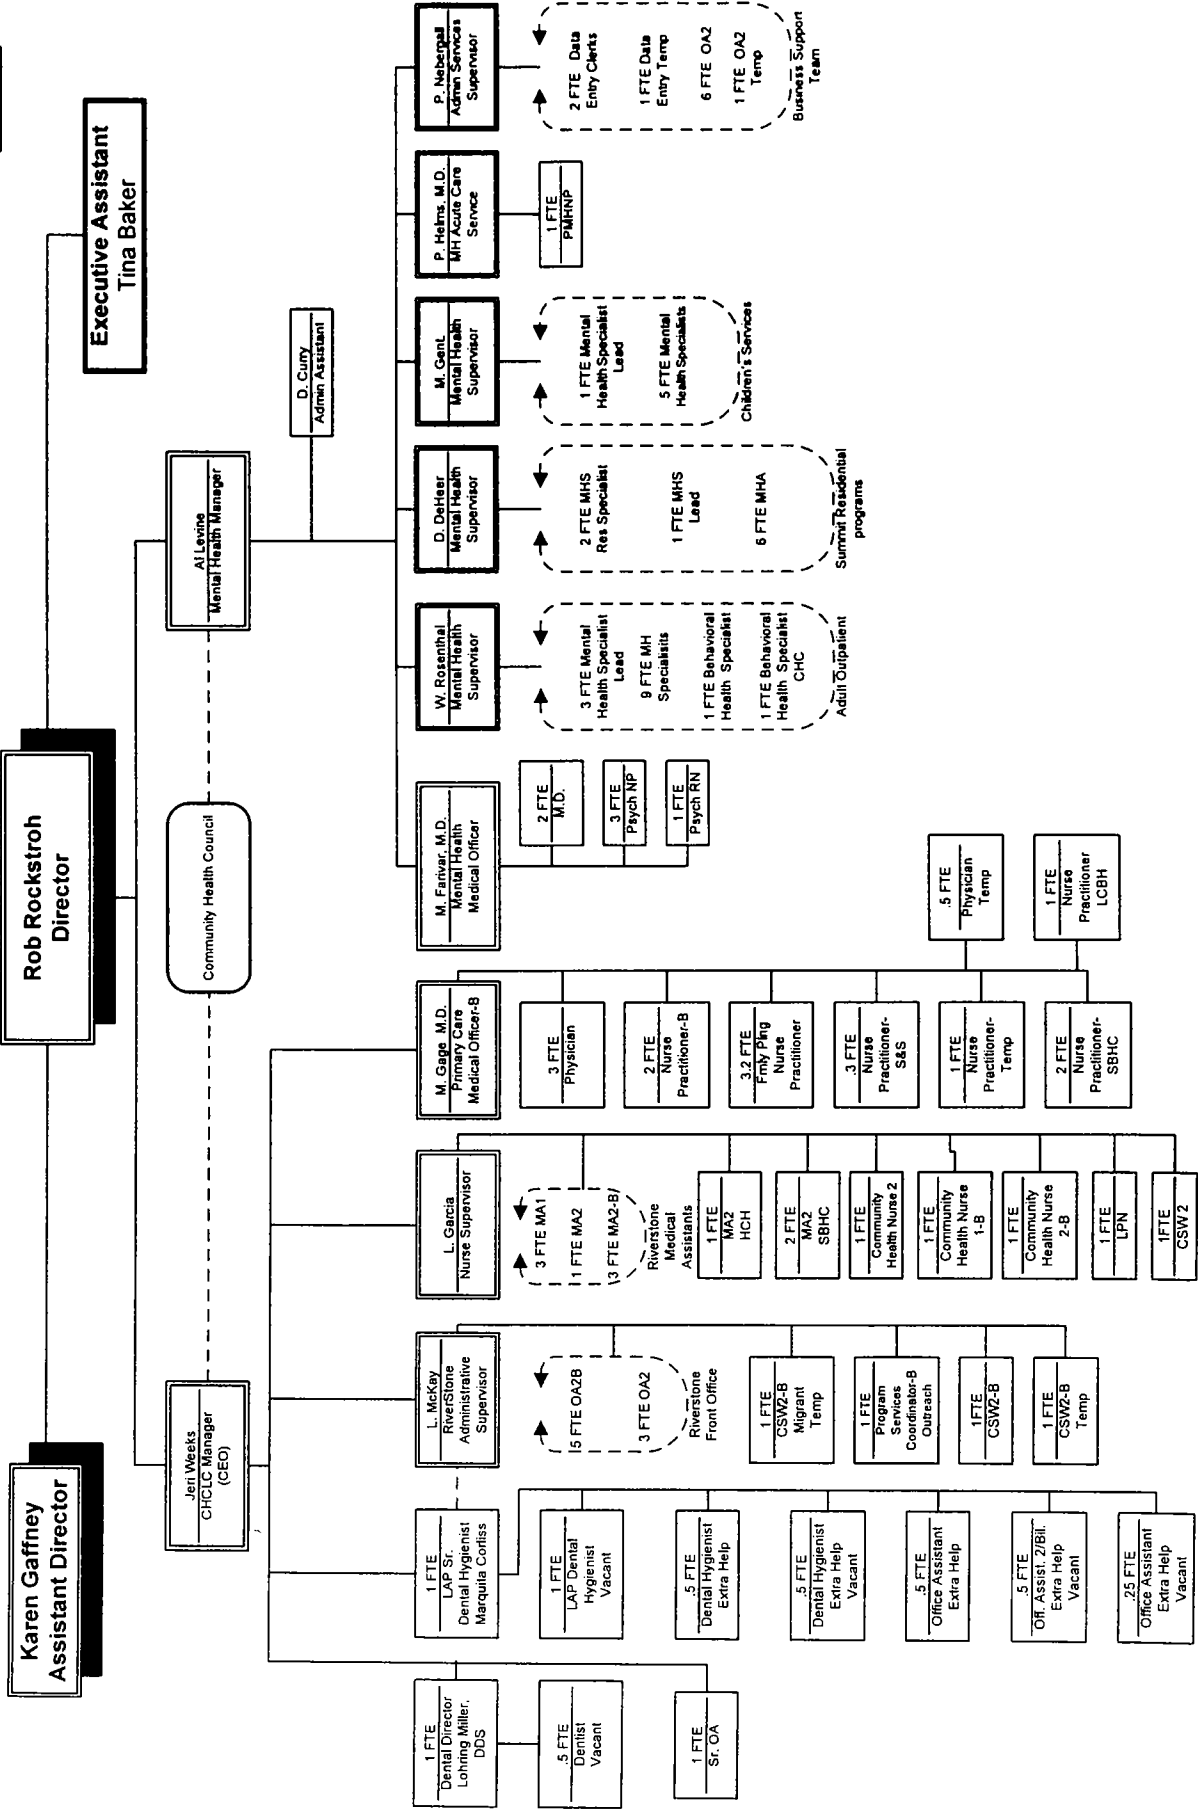 Rob Rockstroh
Director
Karen Gaffney
Assistant Director
Executive Assistant
Tina Baker
Jeri Weeks
CHCLC Manager
(CEO)
Community Health Council
Al Levine
Mental Health Manager
D. Curry
Admin Assistant
1 FTE
Dental Director
Lohring Miller,
DDS
.5 FTE
Dentist
Vacant
1 FTE
Sr. OA
1 FTE
LAP Sr.
Dental Hygienist
Marquita Corliss
1 FTE
LAP Dental
Hygienist
Vacant
.5 FTE
Dental Hygienist
Extra Help
.5 FTE
Dental Hygienist
Extra Help
Vacant
.5 FTE
Office Assistant
Extra Help
.5 FTE
Off. Assist. 2/Bil.
Extra Help
Vacant
.25 FTE
Office Assistant
Extra Help
Vacant
L. McKay
RiverStone
Administrative
Supervisor
5 FTE OA2B
3 FTE OA2
Riverstone
Front Office
1 FTE
CSW2-B
Migrant
Temp
1 FTE
Program
Services
Coordinator-B
Outreach
1FTE
CSW2-B
1 FTE
CSW2-B
Temp
L. Garcia
Nurse Supervisor
3 FTE MA1
1 FTE MA2
3 FTE MA2-B
Riverstone
Medical
Assistants
1 FTE
MA2
HCH
2 FTE
MA2
SBHC
1 FTE
Community
Health Nurse 2
1 FTE
Community
Health Nurse
1-B
1 FTE
Community
Health Nurse
2-B
1 FTE
LPN
1FTE
CSW2
M. Gage M.D.
Primary Care
Medical Officer-B
3 FTE
Physician
2 FTE
Nurse
Practitioner-B
3.2 FTE
Fmly Plng
Nurse
Practitioner
.3 FTE
Nurse
Practitioner-
S&S
1 FTE
Nurse
Practitioner-
Temp
2 FTE
Nurse
Practitioner-
SBHC
.5 FTE
Physician
Temp
1 FTE
Nurse
Practitioner
LCBH
M. Farivar, M.D.
Mental Health
Medical Officer
2 FTE
M.D.
3 FTE
Psych NP
1 FTE
Psych RN
W. Rosenthal
Mental Health
Supervisor
3 FTE Mental
Health Specialist
Lead
9 FTE MH
Specialisits
1 FTE Behavioral
Health Specialist
1 FTE Behavioral
Health Specialist
CHC
Adult Outpatient
D. DeHeer
Mental Health
Supervisor
2 FTE MHS
Res Specialist
1 FTE MHS
Lead
6 FTE MHA
Summit Residential
programs
M. Gent
Mental Health
Supervisor
1 FTE Mental
Health Specialist
Lead
5 FTE Mental
Health Specialists
Children's Services
P. Helms, M.D.
MH Acute Care
Service
1 FTE
PMHNP
P. Nebergall
Admin Services
Supervisor
2 FTE Data
Entry Clerks
1 FTE Data
Entry Temp
6 FTE OA2
1 FTE OA2
Temp
Business Support
Team